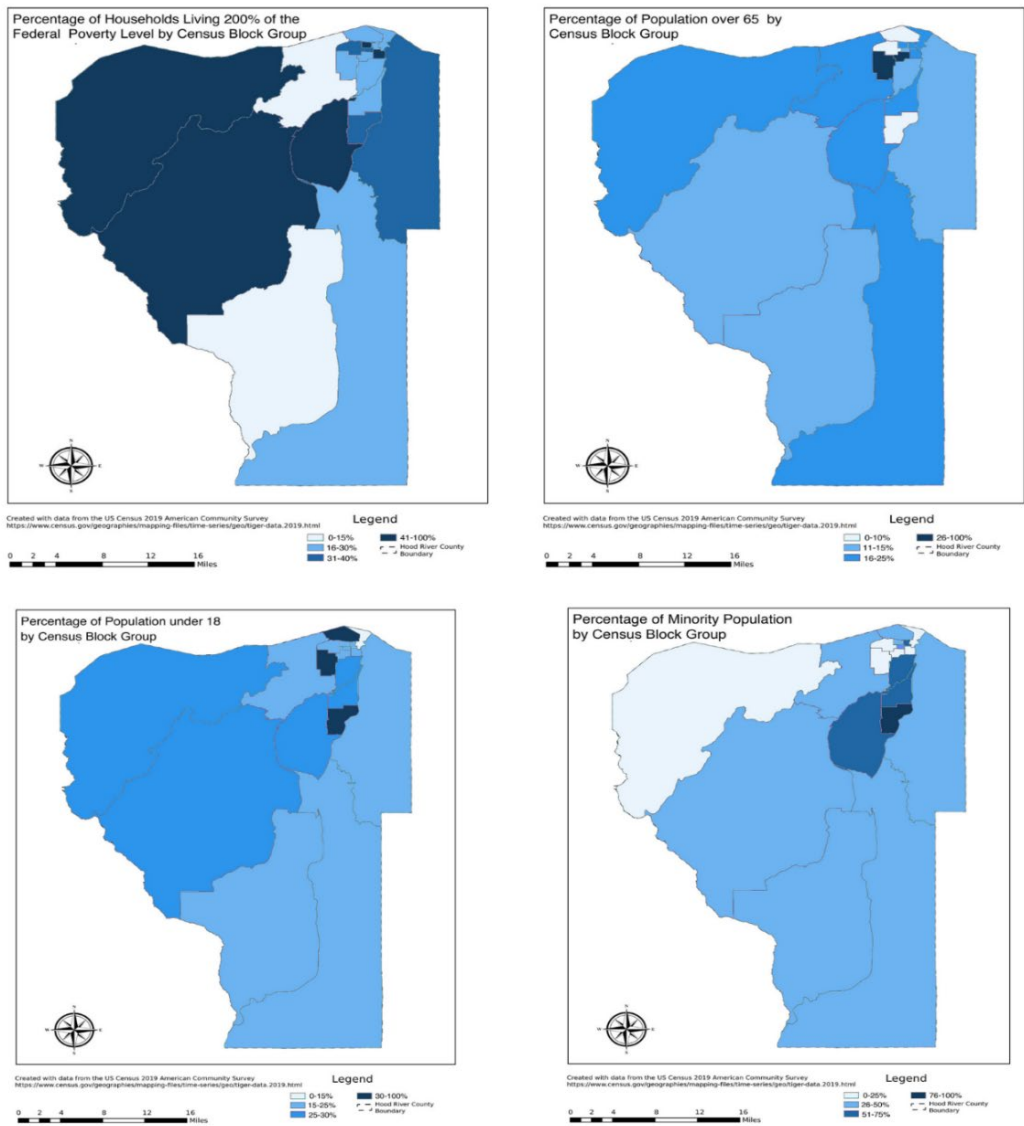 Percentage of Households Living 200% of the
Federal Poverty Level by Census Block Group
N
W
E
S
Created with data from the US Census 2019 American Community Survey
https://www.census.gov/geographies/mapping-files/time-series/geo/tiger-data.2019.html
Legend
0-15%
16-30%
31-40%
41-100%
Hood River County
Boundary
0 2 4 8 12 16
Miles
Percentage of Population over 65 by
Census Block Group
N
W
E
S
Created with data from the US Census 2019 American Community Survey
https://www.census.gov/geographies/mapping-files/time-series/geo/tiger-data.2019.html
Legend
0-10%
11-15%
16-25%
26-100%
Hood River County
Boundary
0 2 4 8 12 16
Miles
Percentage of Population under 18
by Census Block Group
N
W
E
S
Created with data from the US Census 2019 American Community Survey
https://www.census.gov/geographies/mapping-files/time-series/geo/tiger-data.2019.html
Legend
0-15%
15-25%
25-30%
30-100%
Hood River County
Boundary
0 2 4 8 12 16
Miles
Percentage of Minority Population
by Census Block Group
N
W
E
S
Created with data from the US Census 2019 American Community Survey
https://www.census.gov/geographies/mapping-files/time-series/geo/tiger-data.2019.html
Legend
0-25%
26-50%
51-75%
76-100%
Hood River County
Boundary
0 2 4 8 12 16
Miles